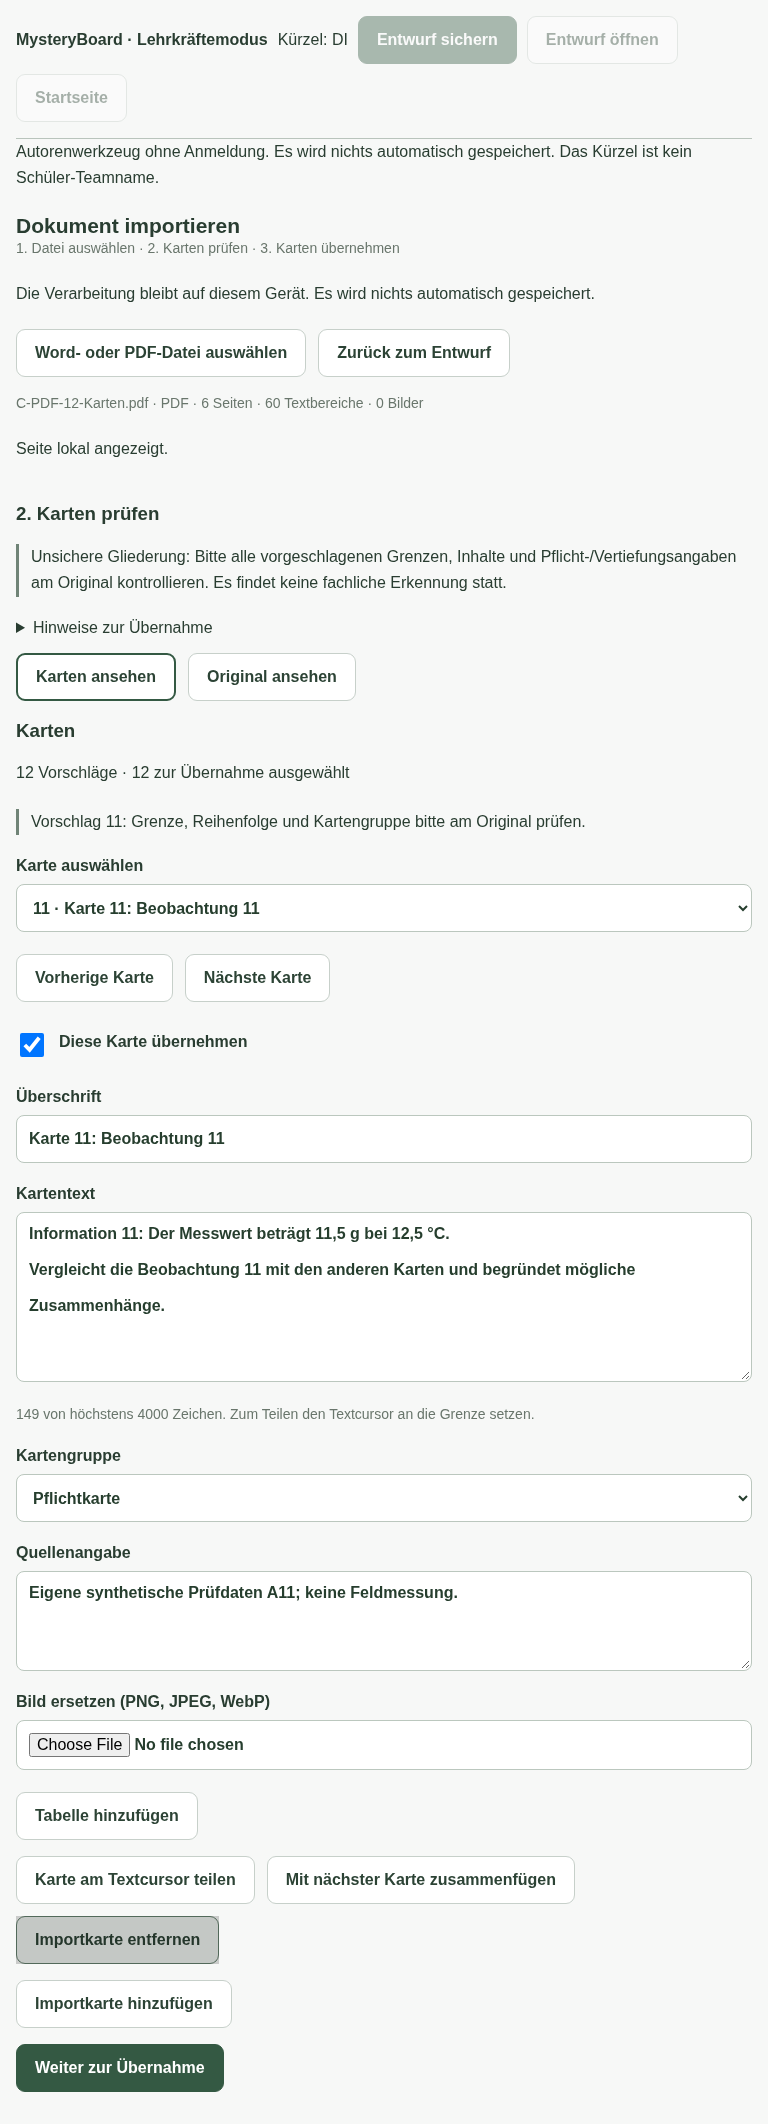 MysteryBoard · Lehrkräftemodus Kürzel: DI Entwurf sichern Entwurf öffnen
Startseite
Autorenwerkzeug ohne Anmeldung. Es wird nichts automatisch gespeichert. Das Kürzel ist kein
Schüler-Teamname.
Dokument importieren
1. Datei auswählen · 2. Karten prüfen · 3. Karten übernehmen
Die Verarbeitung bleibt auf diesem Gerät. Es wird nichts automatisch gespeichert.
Word- oder PDF-Datei auswählen Zurück zum Entwurf
C-PDF-12-Karten.pdf · PDF · 6 Seiten · 60 Textbereiche · 0 Bilder
Seite lokal angezeigt.
2. Karten prüfen
Unsichere Gliederung: Bitte alle vorgeschlagenen Grenzen, Inhalte und Pflicht-/Vertiefungsangaben
am Original kontrollieren. Es findet keine fachliche Erkennung statt.
Hinweise zur Übernahme
Karten ansehen Original ansehen
Karten
12 Vorschläge · 12 zur Übernahme ausgewählt
Vorschlag 11: Grenze, Reihenfolge und Kartengruppe bitte am Original prüfen.
Karte auswählen
11 · Karte 11: Beobachtung 11
Vorherige Karte Nächste Karte
Diese Karte übernehmen
Überschrift
Karte 11: Beobachtung 11
Kartentext
Information 11: Der Messwert beträgt 11,5 g bei 12,5 °C.
Vergleicht die Beobachtung 11 mit den anderen Karten und begründet mögliche
Zusammenhänge.
149 von höchstens 4000 Zeichen. Zum Teilen den Textcursor an die Grenze setzen.
Kartengruppe
Pflichtkarte
Quellenangabe
Eigene synthetische Prüfdaten A11; keine Feldmessung.
Bild ersetzen (PNG, JPEG, WebP)
Choose File No file chosen
Tabelle hinzufügen
Karte am Textcursor teilen Mit nächster Karte zusammenfügen
Importkarte entfernen
Importkarte hinzufügen
Weiter zur Übernahme